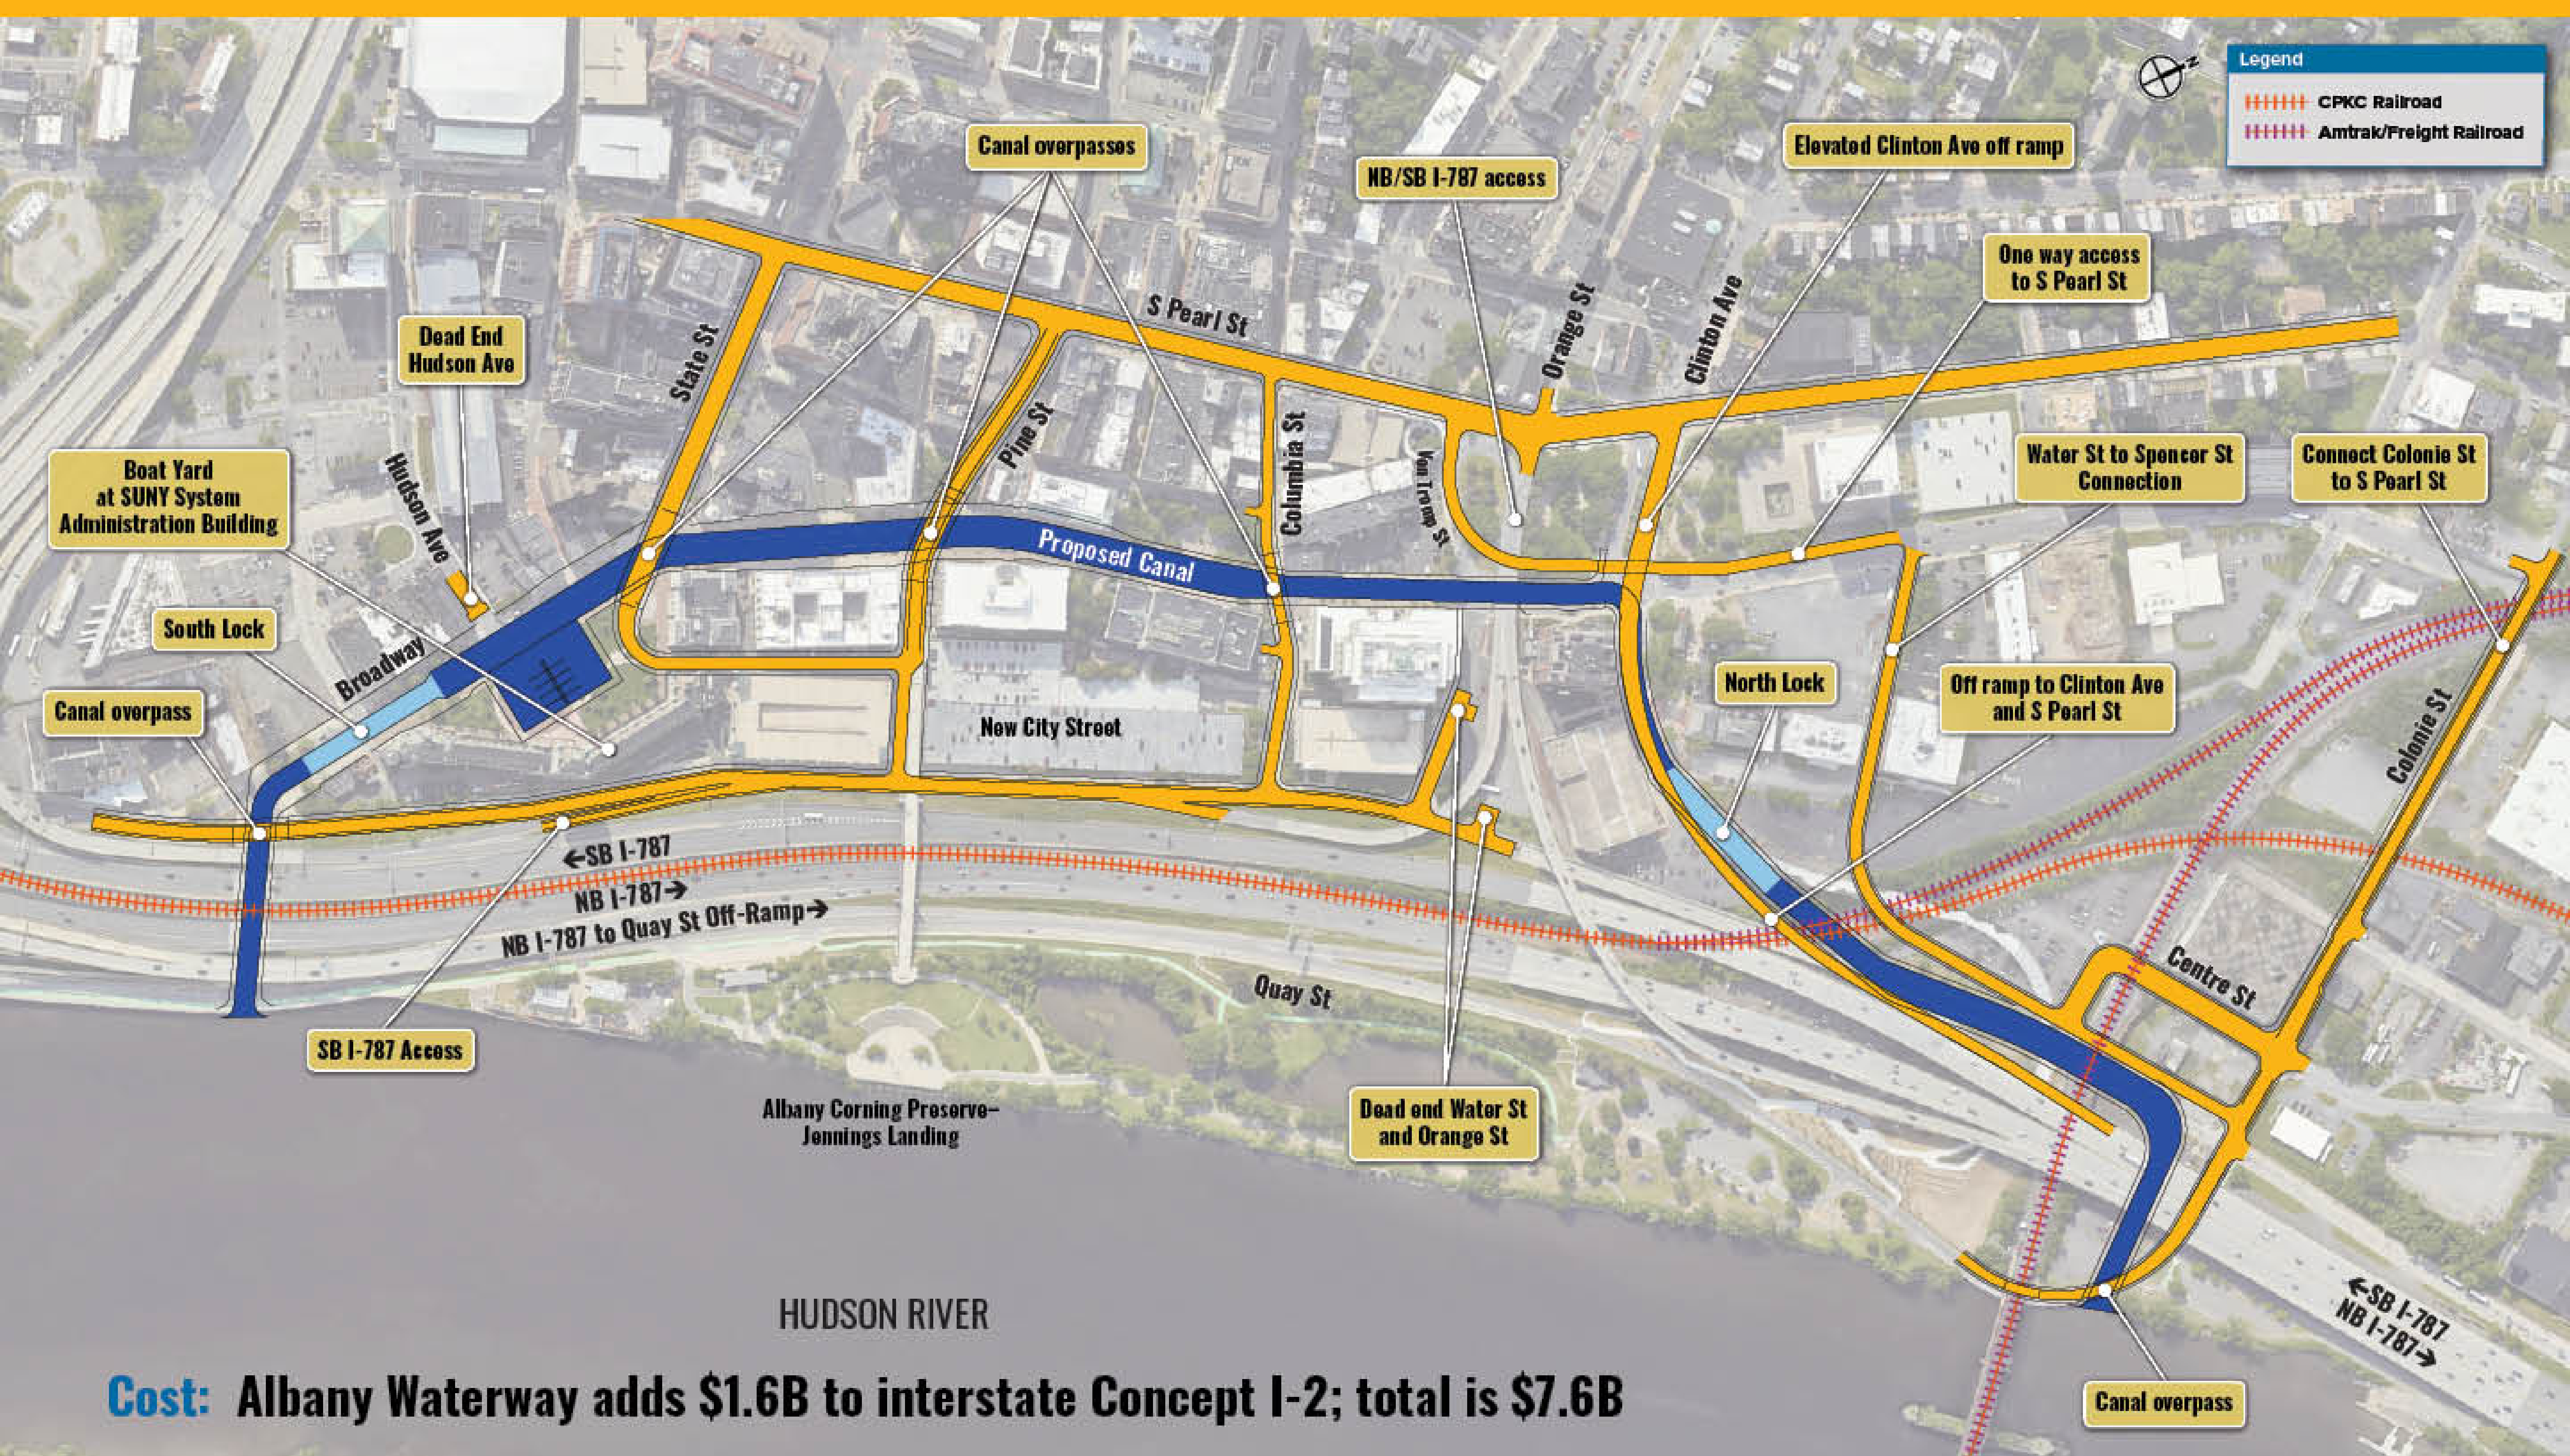 Legend
CPKC Railroad
Amtrak/Freight Railroad
N
Canal overpasses
NB/SB I-787 access
Elevated Clinton Ave off ramp
One way access
to S Pearl St
Dead End
Hudson Ave
State St
S Pearl St
Orange St
Clinton Ave
Boat Yard
at SUNY System
Administration Building
Hudson Ave
Pine St
Columbia St
Van Tromp St
Water St to Spencer St
Connection
Connect Colonie St
to S Pearl St
Proposed Canal
South Lock
Broadway
Canal overpass
New City Street
North Lock
Off ramp to Clinton Ave
and S Pearl St
Colonie St
←SB I-787
NB I-787→
NB I-787 to Quay St Off-Ramp→
Quay St
Centre St
SB I-787 Access
Albany Corning Preserve–
Jennings Landing
Dead end Water St
and Orange St
HUDSON RIVER
←SB I-787
NB I-787→
Canal overpass
Cost: Albany Waterway adds $1.6B to interstate Concept I-2; total is $7.6B